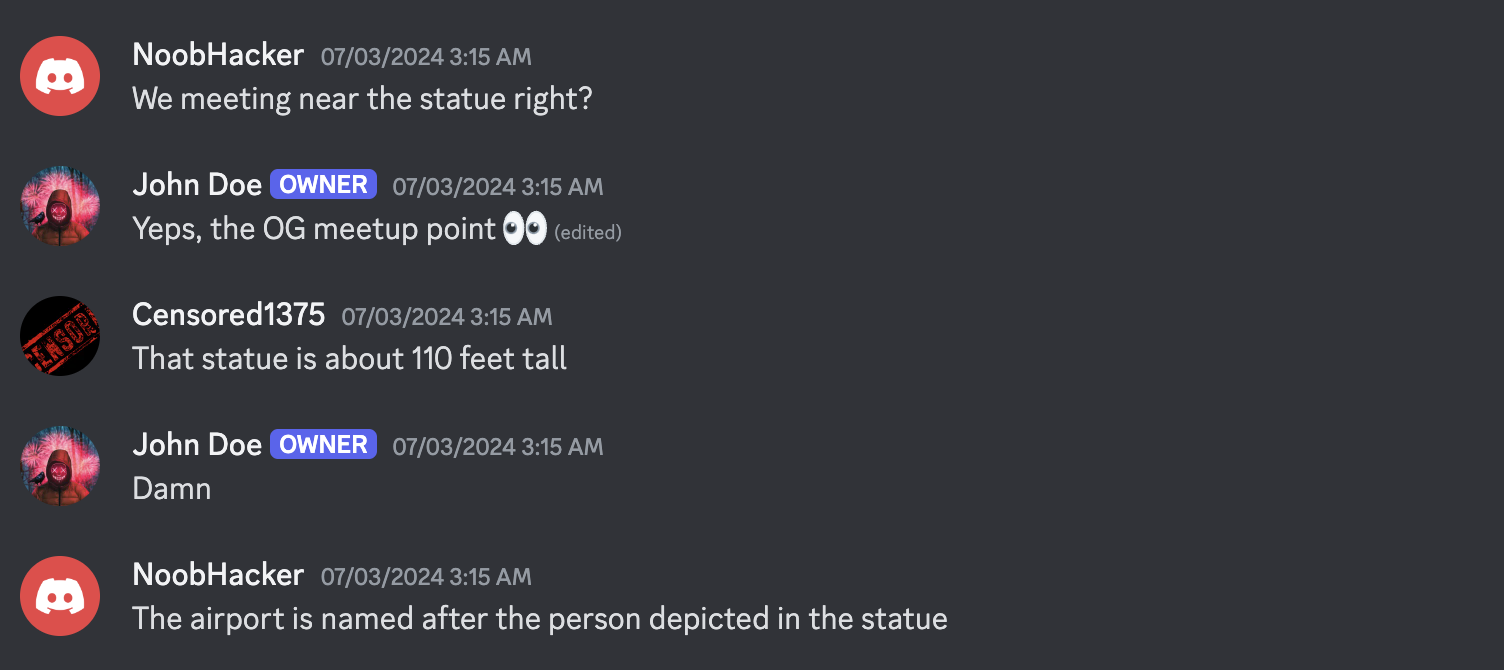 NoobHacker 07/03/2024 3:15 AM
We meeting near the statue right?
John Doe OWNER 07/03/2024 3:15 AM
Yeps, the OG meetup point 👀 (edited)
Censored1375 07/03/2024 3:15 AM
That statue is about 110 feet tall
John Doe OWNER 07/03/2024 3:15 AM
Damn
NoobHacker 07/03/2024 3:15 AM
The airport is named after the person depicted in the statue